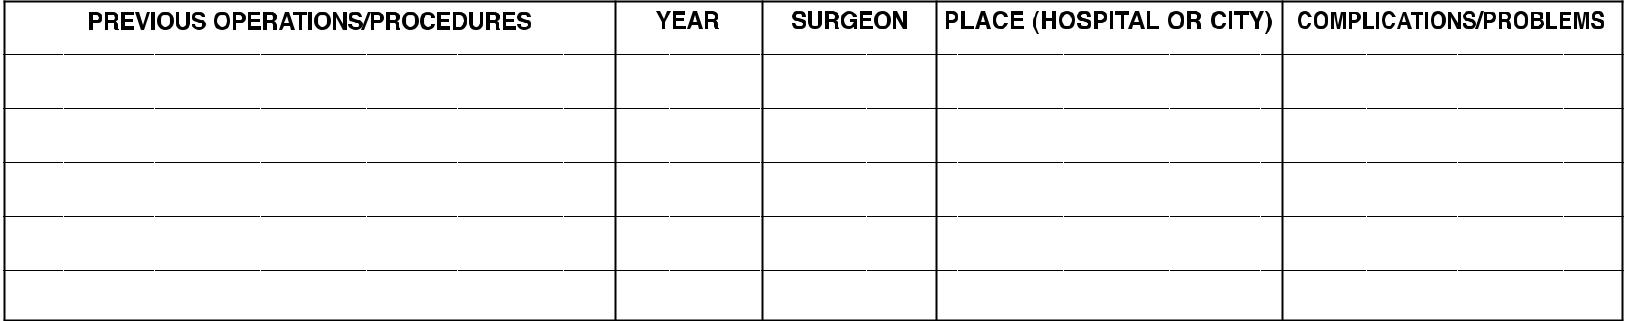 PREVIOUS OPERATIONS/PROCEDURES YEAR SURGEON PLACE (HOSPITAL OR CITY) COMPLICATIONS/PROBLEMS